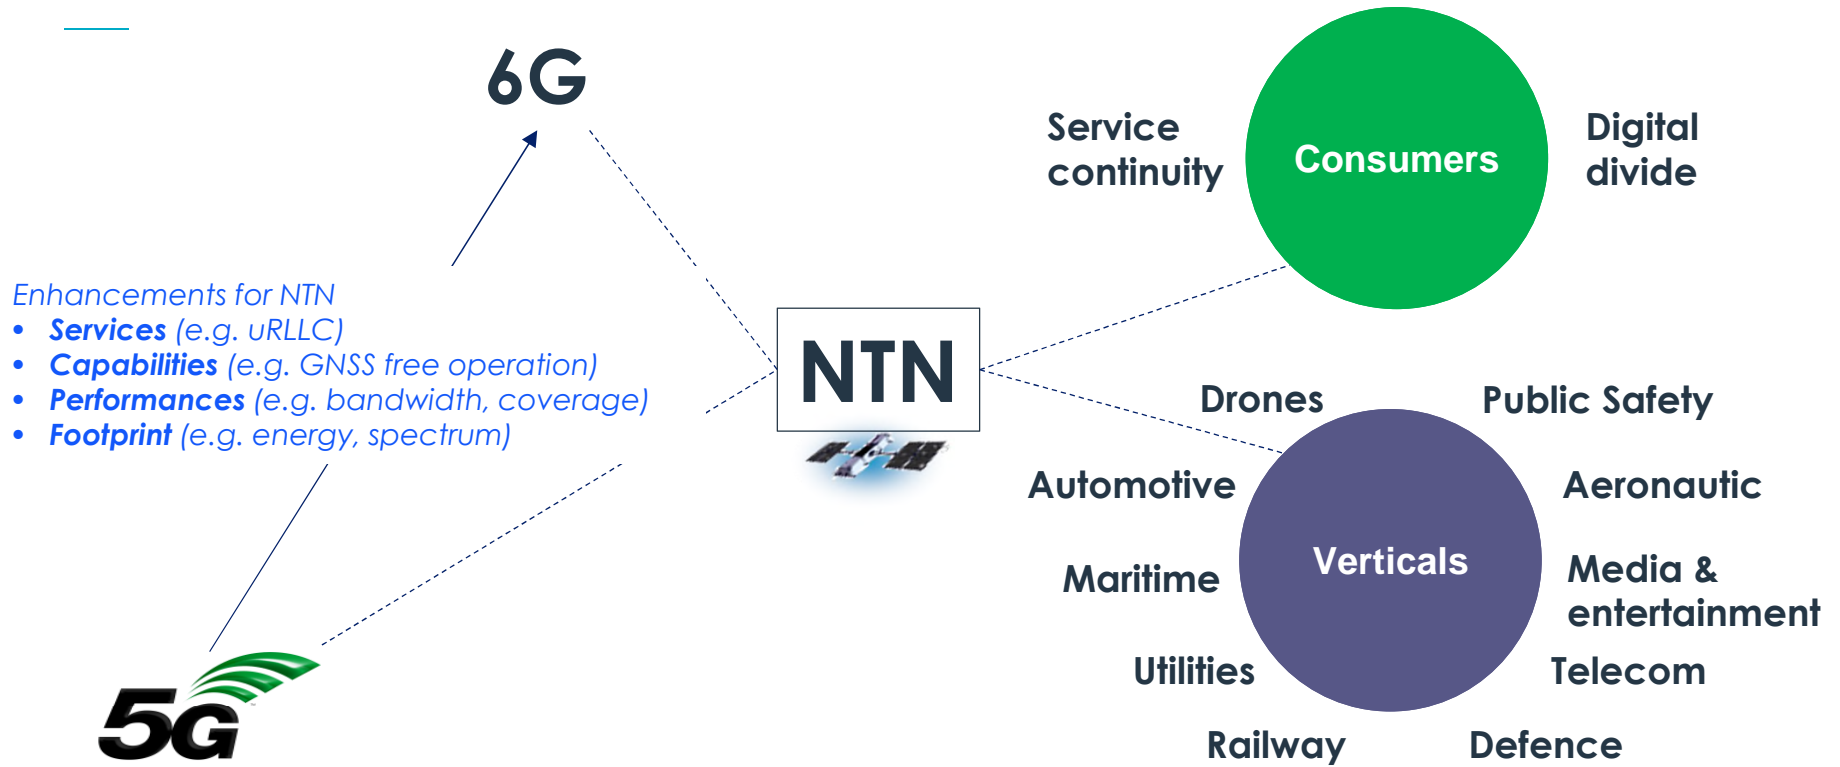 6G
Enhancements for NTN
• Services (e.g. uRLLC)
• Capabilities (e.g. GNSS free operation)
• Performances (e.g. bandwidth, coverage)
• Footprint (e.g. energy, spectrum)
5G
NTN
Service
continuity
Consumers
Digital
divide
Drones
Public Safety
Automotive
Aeronautic
Maritime
Verticals
Media &
entertainment
Utilities
Telecom
Railway
Defence